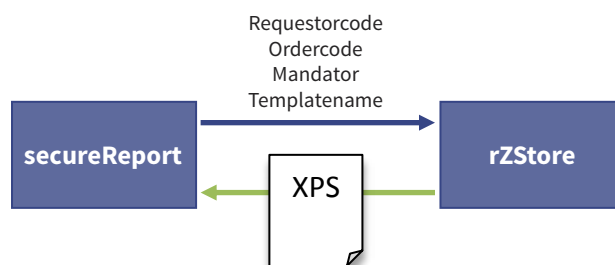 Requestorcode
Ordercode
Mandator
Templatename
secureReport
rZStore
XPS